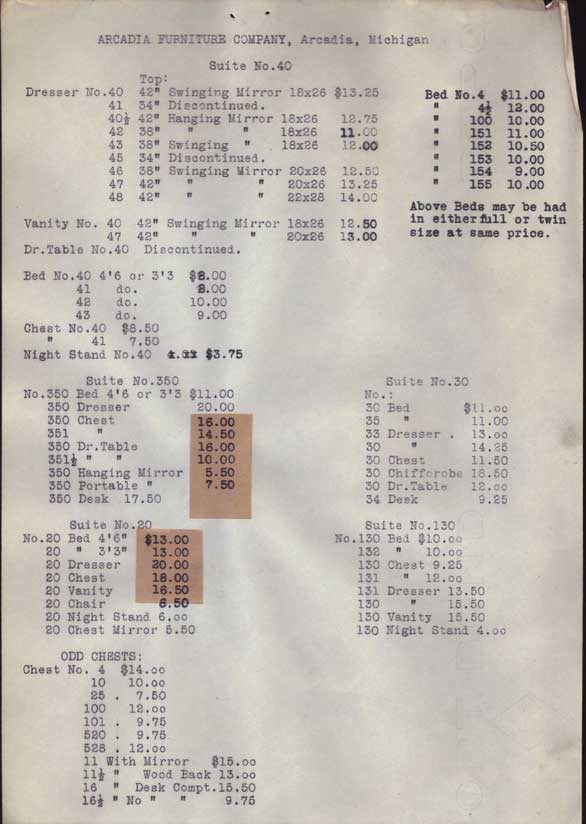 ARCADIA FURNITURE COMPANY, Arcadia, Michigan
Suite No.40
Top:
Dresser No.40 42" Swinging Mirror 18x26 $13.25
41 34" Discontinued.
40½ 42" Hanging Mirror 18x26 12.75
42 38" " " 18x26 11.00
43 38" Swinging " 18x26 12.00
45 34" Discontinued.
46 38" Swinging Mirror 20x26 12.50
47 42" " " 20x26 13.25
48 42" " " 22x28 14.00
Vanity No. 40 42" Swinging Mirror 18x26 12.50
47 42" " " 20x26 13.00
Dr.Table No.40 Discontinued.
Bed No.4 $11.00
" 4½ 12.00
" 100 10.00
" 151 11.00
" 152 10.50
" 153 10.00
" 154 9.00
" 155 10.00
Above Beds may be had
in either full or twin
size at same price.
Bed No.40 4'6 or 3'3 $8.00
41 do. 8.00
42 do. 10.00
43 do. 9.00
Chest No.40 $8.50
" 41 7.50
Night Stand No.40 $3.75
Suite No.350
No.350 Bed 4'6 or 3'3 $11.00
350 Dresser 20.00
350 Chest 16.00
351 " 14.50
350 Dr.Table 16.00
351½ " " 10.00
350 Hanging Mirror 5.50
350 Portable " 7.50
350 Desk 17.50
Suite No.30
No.:
30 Bed $11.00
35 " 11.00
33 Dresser . 13.00
30 " 14.25
30 Chest 11.50
30 Chifforobe 18.50
30 Dr.Table 12.00
34 Desk 9.25
Suite No.20
No.20 Bed 4'6" $13.00
20 " 3'3" 13.00
20 Dresser 20.00
20 Chest 18.00
20 Vanity 16.50
20 Chair 6.50
20 Night Stand 6.00
20 Chest Mirror 5.50
Suite No.130
No.130 Bed $10.00
132 " 10.00
130 Chest 9.25
131 " 12.00
131 Dresser 13.50
130 " 15.50
130 Vanity 15.50
130 Night Stand 4.00
ODD CHESTS:
Chest No. 4 $14.00
10 10.00
25 . 7.50
100 12.00
101 . 9.75
520 . 9.75
528 . 12.00
11 With Mirror $15.00
11½ " Wood Back 13.00
16 " Desk Compt.15.50
16½ " No " " 9.75